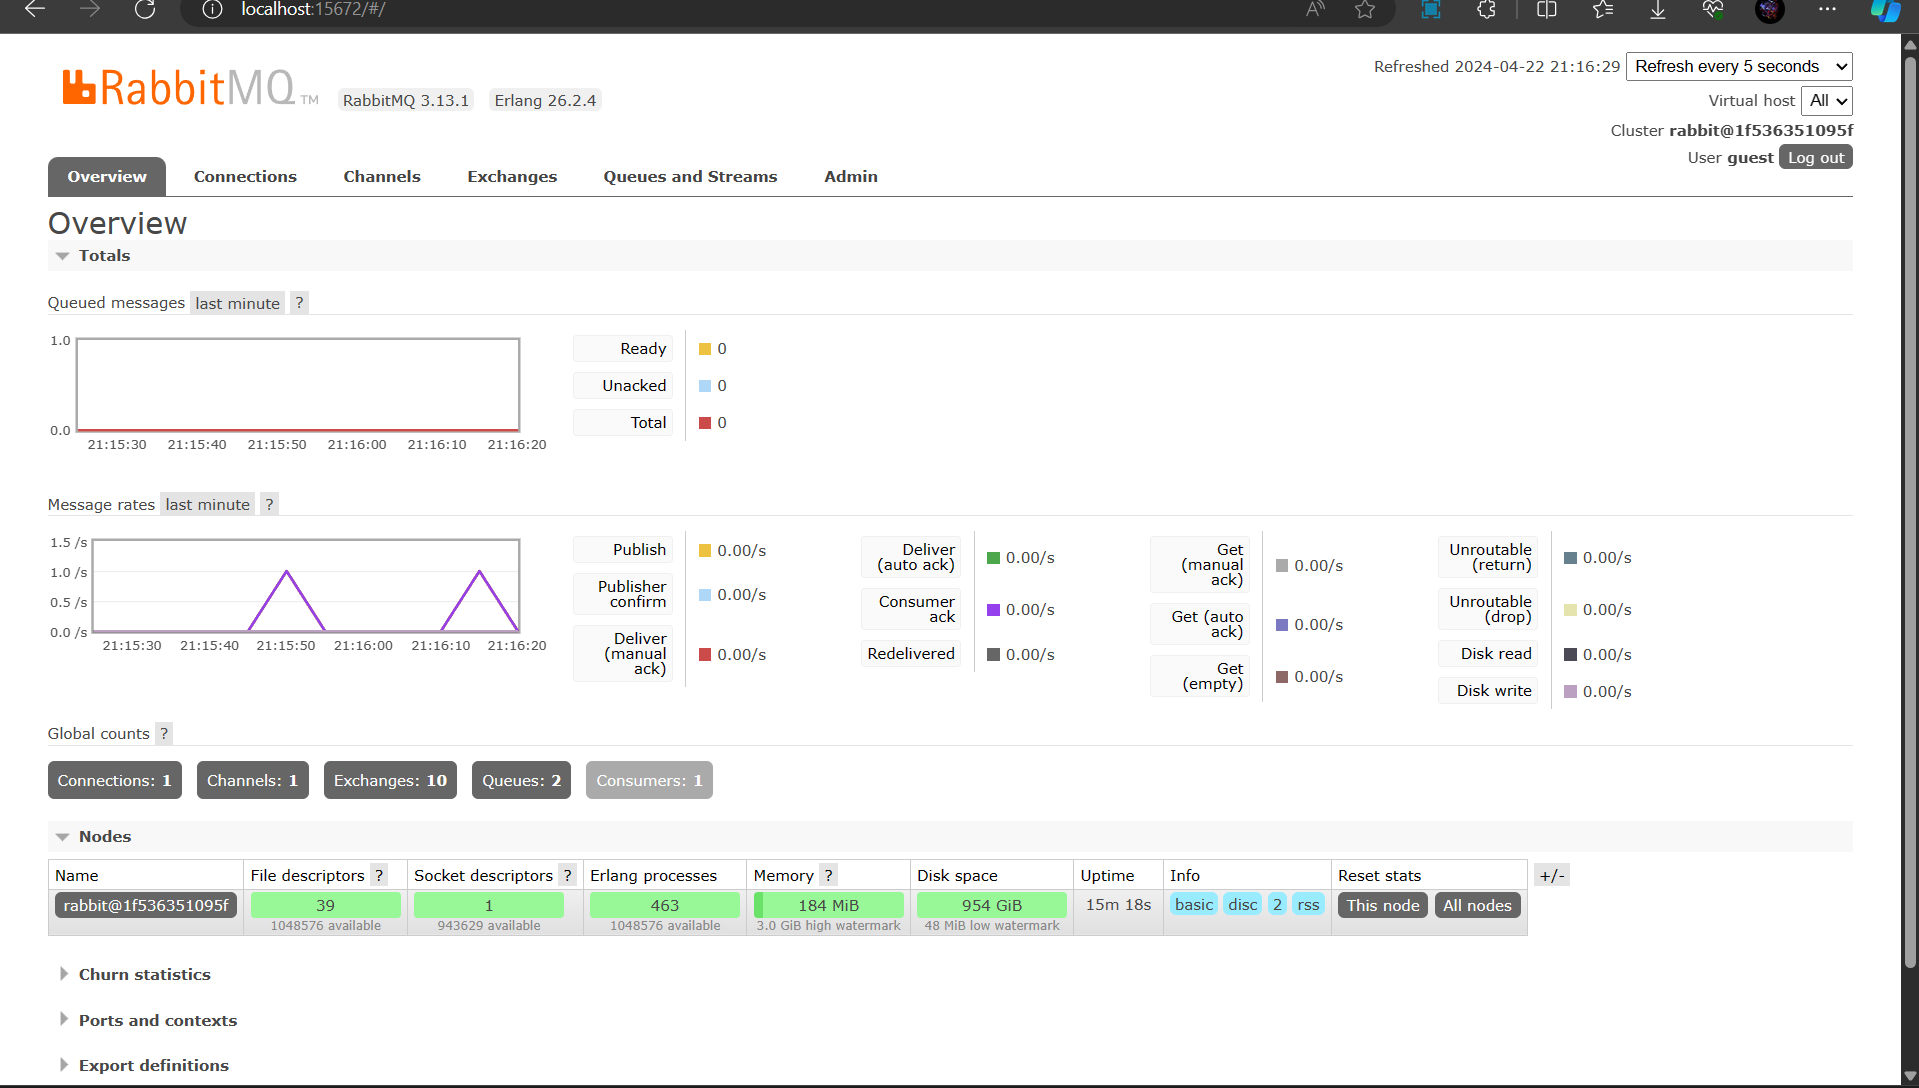 localhost:15672/#/
RabbitMQ TM
RabbitMQ 3.13.1 Erlang 26.2.4
Refreshed 2024-04-22 21:16:29 Refresh every 5 seconds
Virtual host All
Cluster rabbit@1f536351095f
User guest Log out
Overview Connections Channels Exchanges Queues and Streams Admin
Overview
Totals
Queued messages last minute ?
1.0
0.0
21:15:30 21:15:40 21:15:50 21:16:00 21:16:10 21:16:20
Ready 0
Unacked 0
Total 0
Message rates last minute ?
1.5 /s
1.0 /s
0.5 /s
0.0 /s
21:15:30 21:15:40 21:15:50 21:16:00 21:16:10 21:16:20
Publish 0.00/s
Publisher
confirm 0.00/s
Deliver
(manual
ack) 0.00/s
Deliver
(auto ack) 0.00/s
Consumer
ack 0.00/s
Redelivered 0.00/s
Get
(manual
ack) 0.00/s
Get (auto
ack) 0.00/s
Get
(empty) 0.00/s
Unroutable
(return) 0.00/s
Unroutable
(drop) 0.00/s
Disk read 0.00/s
Disk write 0.00/s
Global counts ?
Connections: 1 Channels: 1 Exchanges: 10 Queues: 2 Consumers: 1
Nodes
Name File descriptors ? Socket descriptors ? Erlang processes Memory ? Disk space Uptime Info Reset stats +/-
rabbit@1f536351095f 39 1 463 184 MiB 954 GiB 15m 18s basic disc 2 rss This node All nodes
1048576 available 943629 available 1048576 available 3.0 GiB high watermark 48 MiB low watermark
Churn statistics
Ports and contexts
Export definitions